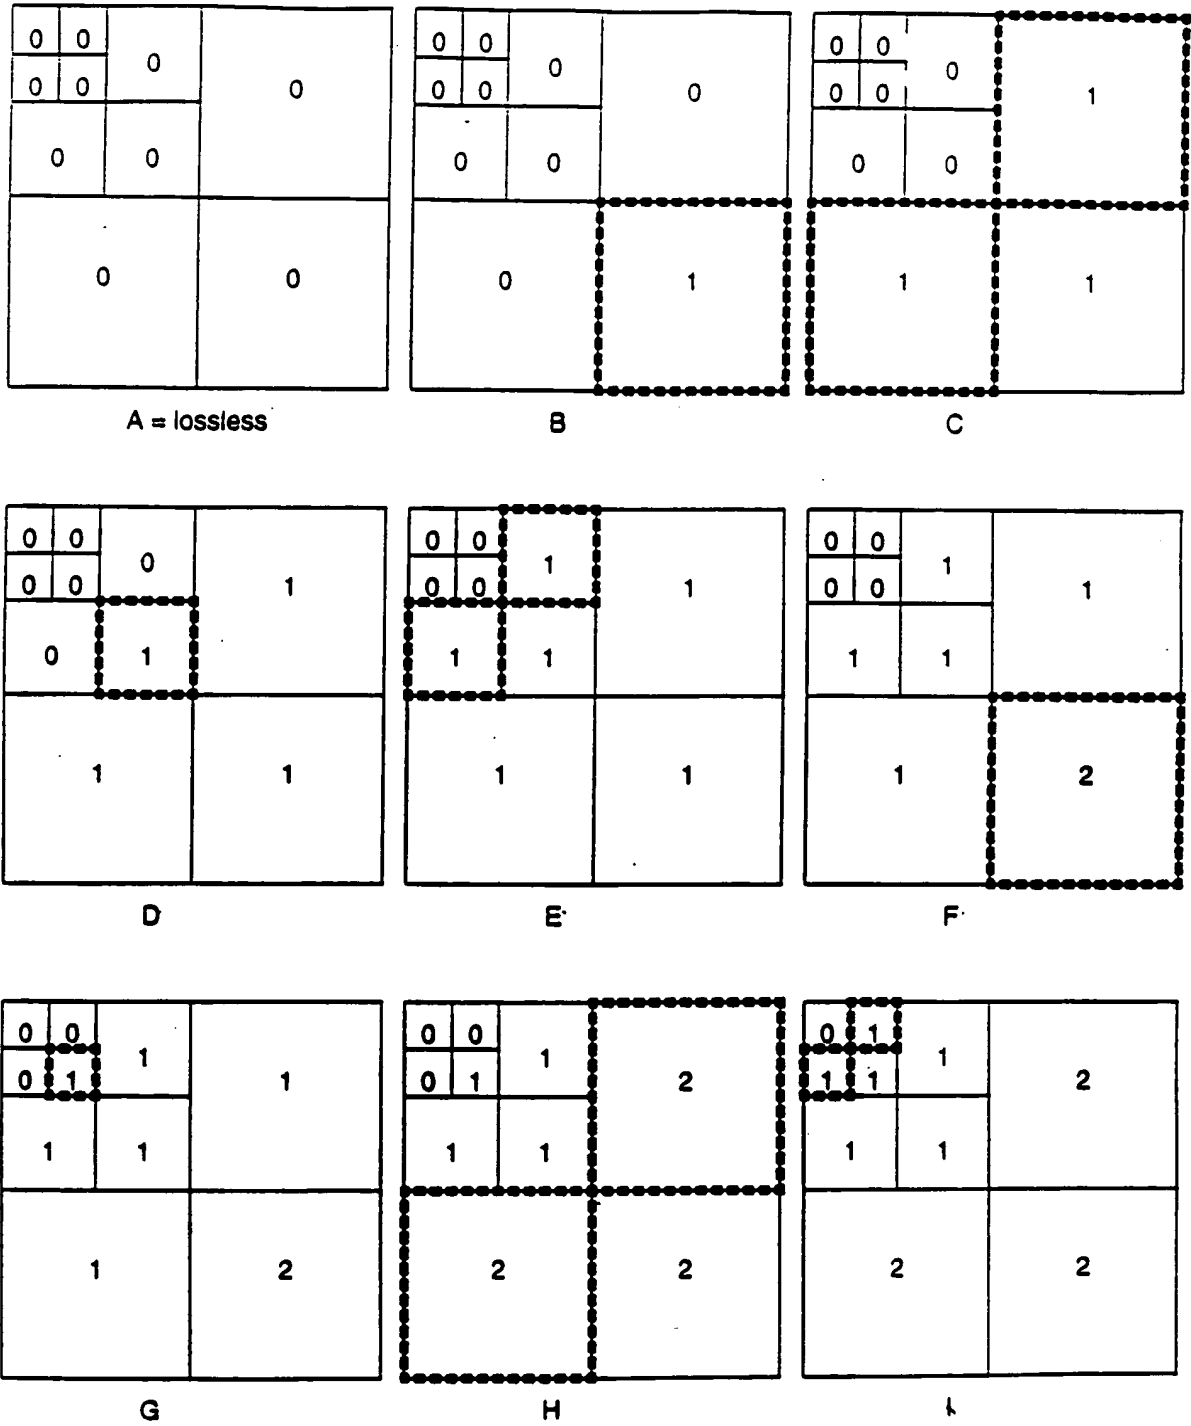 0 0 0 0 0 0 0 0 1
0 0 0 0 0 0
0 0 0 0 0 0
0 0 0 1 1 1
A = lossless B C
0 0 0 1 0 0 1 1 0 0 1 1
0 0 0 0 0 0
0 1 1 1 1 1
1 1 1 1 1 2
D E F
0 0 1 1 0 0 1 2 0 1 1 2
0 1 0 1 1 1
1 1 1 1 1 1
1 2 2 2 2 2
G H I